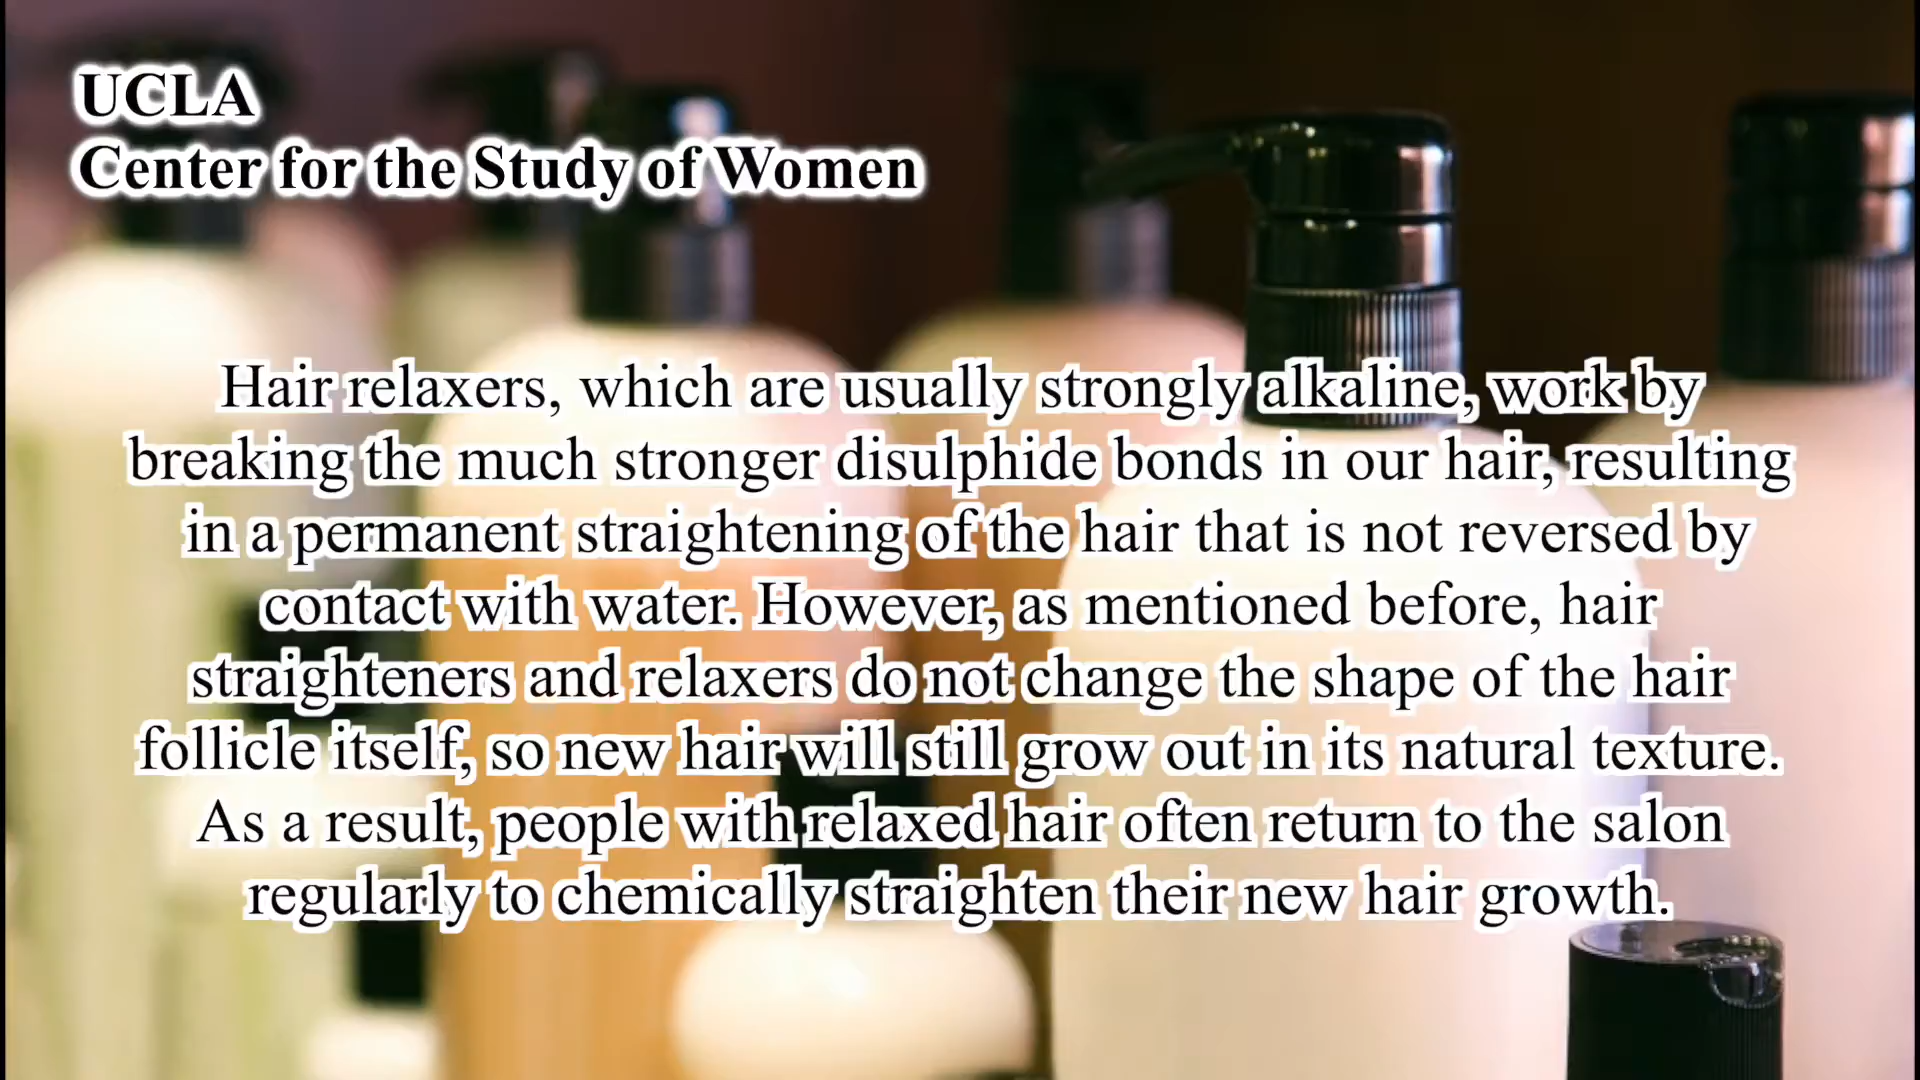 UCLA
Center for the Study of Women
Hair relaxers, which are usually strongly alkaline, work by
breaking the much stronger disulphide bonds in our hair, resulting
in a permanent straightening of the hair that is not reversed by
contact with water. However, as mentioned before, hair
straighteners and relaxers do not change the shape of the hair
follicle itself, so new hair will still grow out in its natural texture.
As a result, people with relaxed hair often return to the salon
regularly to chemically straighten their new hair growth.